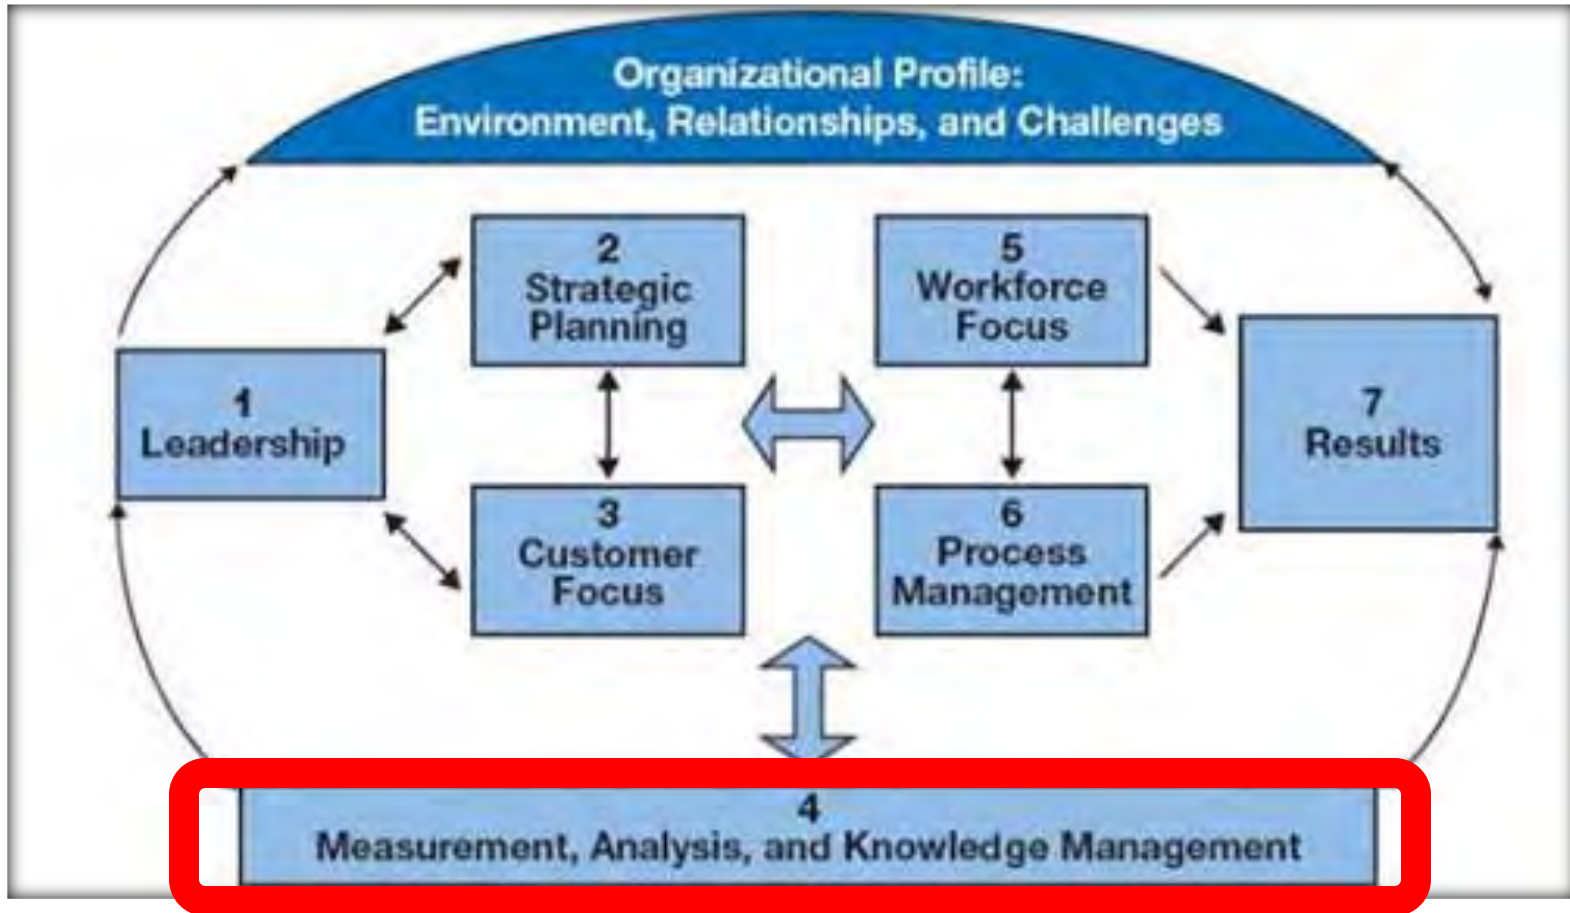 Organizational Profile:
Environment, Relationships, and Challenges
2
Strategic
Planning
5
Workforce
Focus
1
Leadership
7
Results
3
Customer
Focus
6
Process
Management
4
Measurement, Analysis, and Knowledge Management